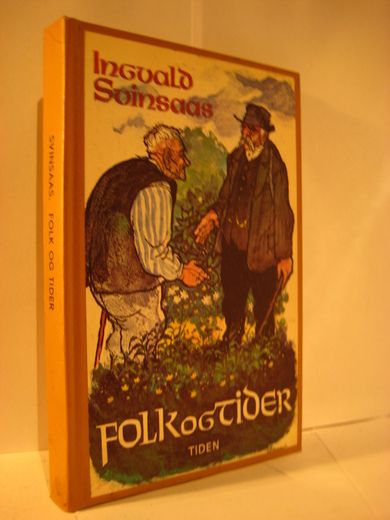 Ingvald
Svinsaas
FOLK OG TIDER
TIDEN
SVINSAAS. FOLK OG TIDER